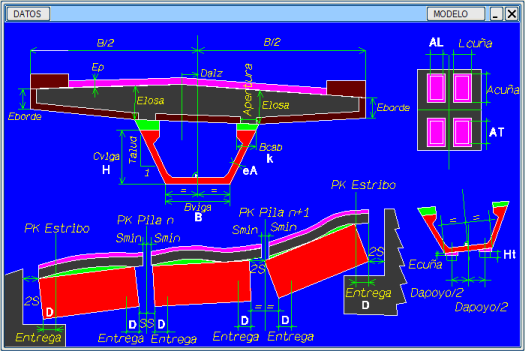 DATOS MODELO
B/2 B/2
AL Lcuña
Ep Dalz
Apertura
Elosa Elosa
Acuña
Eborde Eborde
AT
Talud
Cvlga
H
1
Bcab
k
eA
Bviga
= =
B
PK Estribo
PK Estribo
PK Pila n
PK Pila n+1
Smin Smin
Smin
= =
Ht
2S
2S
2S
Ecuña
Dapoyo/2
Dapoyo/2
Entrega
D
D
SS
D
D
= =
D
Entrega
D
Entrega
Entrega
Entrega
Entrega